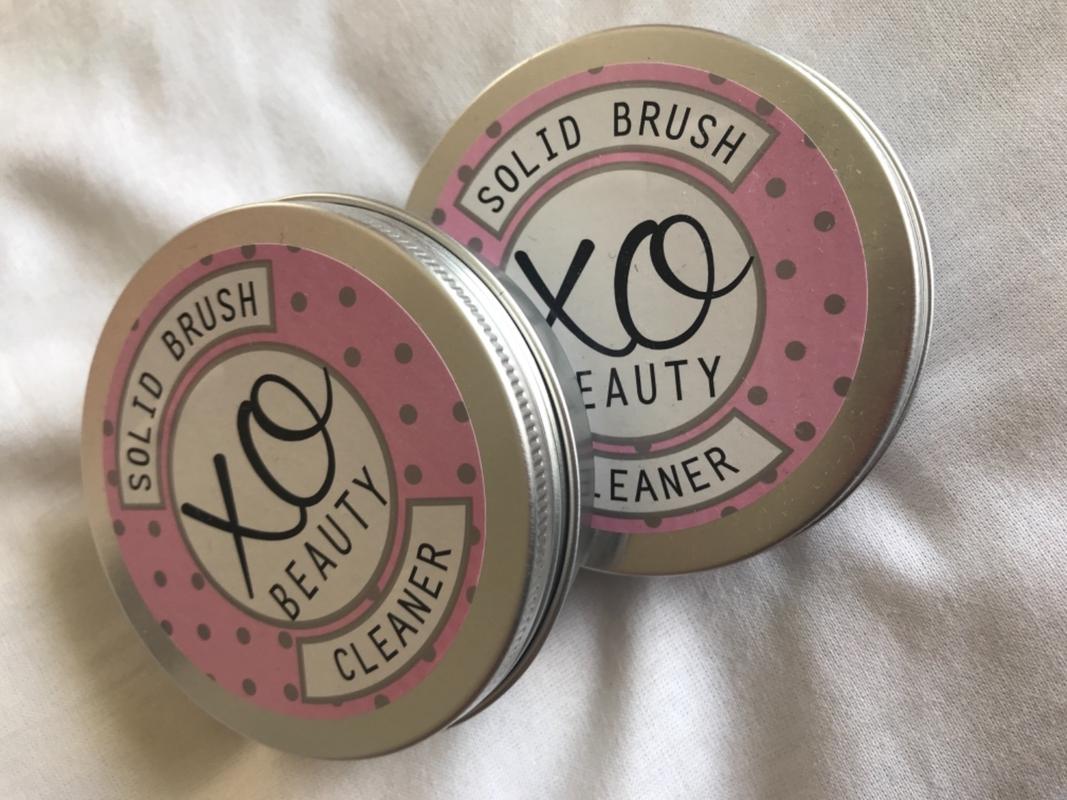 SOLID BRUSH
XO
BEAUTY
CLEANER
SOLID BRUSH
XO
EAUTY
LEANER